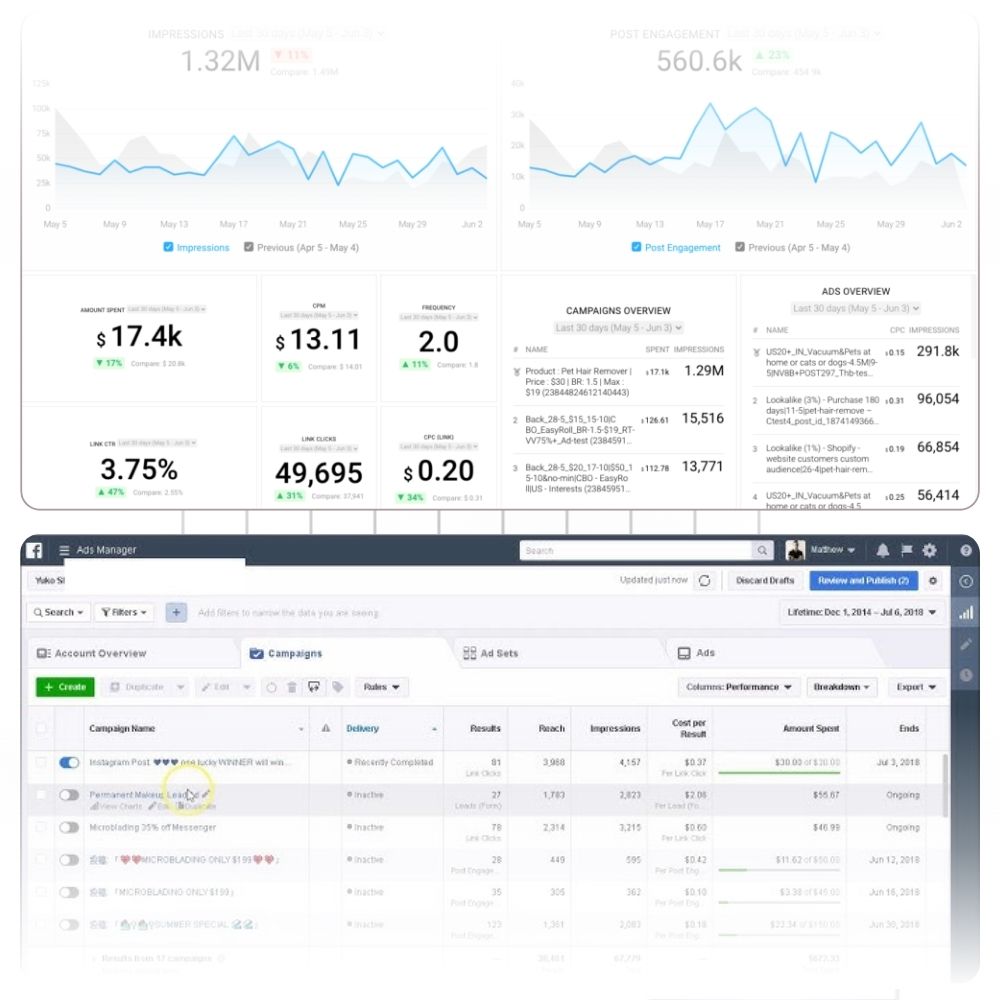 IMPRESSIONS Last 30 days (May 5 - Jun 3)
1.32M ▼ 11%
Compare: 1.49M
125k
100k
75k
50k
25k
0
May 5 May 9 May 13 May 17 May 21 May 25 May 29 Jun 2
Impressions Previous (Apr 5 - May 4)
POST ENGAGEMENT Last 30 days (May 5 - Jun 3)
560.6k ▲ 23%
Compare: 454.9k
40k
30k
20k
10k
0
May 5 May 9 May 13 May 17 May 21 May 25 May 29 Jun 2
Post Engagement Previous (Apr 5 - May 4)
AMOUNT SPENT Last 30 days (May 5 - Jun 3)
$ 17.4k
▼ 17% Compare: $ 20.8k
CPM
Last 30 days (May 5 - Jun 3)
$ 13.11
▼ 6% Compare: $ 14.01
FREQUENCY
Last 30 days (May 5 - Jun 3)
2.0
▲ 11% Compare: 1.8
LINK CTR Last 30 days (May 5 - Jun 3)
3.75%
▲ 47% Compare: 2.55%
LINK CLICKS
Last 30 days (May 5 - Jun 3)
49,695
▲ 31% Compare: 37,941
CPC (LINK)
Last 30 days (May 5 - Jun 3)
$ 0.20
▼ 34% Compare: $ 0.31
CAMPAIGNS OVERVIEW
Last 30 days (May 5 - Jun 3)
# NAME SPENT IMPRESSIONS
Product : Pet Hair Remover | $17.1k 1.29M
Price : $30 | BR: 1.5 | Max :
$19 (23844824612140443)
2 Back_28-5_$15_15-10|C $126.61 15,516
BO_EasyRoll_BR-1.5-$19_RT-
VV75%+_Ad-test (2384591...
3 Back_28-5_$20_17-10|$50_1 $112.78 13,771
5-10&no-min|CBO - EasyRo
ll|US - Interests (23845951...
ADS OVERVIEW
Last 30 days (May 5 - Jun 3)
# NAME CPC IMPRESSIONS
US20+_IN_Vacuum&Pets at $0.15 291.8k
home or cats or dogs-4.5M|9-
5|NV8B+POST297_Thb-tes...
2 Lookalike (3%) - Purchase 180 $0.31 96,054
days|11-5|pet-hair-remove –
Ctest4_post_id_1874149366...
3 Lookalike (1%) - Shopify - $0.19 66,854
website customers custom
audience|26-4|pet-hair-rem...
4 US20+_IN_Vacuum&Pets at $0.25 56,414
home or cats or dogs-4.5
f Ads Manager Search Matthew
Yuko Updated just now Discard Drafts Review and Publish (2)
Search Filters + Add filters to narrow the data you are seeing. Lifetime: Dec 1, 2014 – Jul 6, 2018
Account Overview Campaigns Ad Sets Ads
+ Create Duplicate Edit Rules Columns: Performance Breakdown Export
Campaign Name Delivery Results Reach Impressions Cost per Result Amount Spent Ends
Instagram Post ♥♥♥ one lucky WINNER will win... Recently Completed 81 3,968 4,157 $0.37 $30.00 of $30.00 Jul 3, 2018
Link Clicks Per Link Click
Permanent Makeup Inactive 27 1,783 2,823 $2.06 $55.67 Ongoing
View Charts Edit Duplicate Leads (Form) Per Lead (Fo...
Microblading 35% off Messenger Inactive 78 2,314 3,215 $0.60 $46.99 Ongoing
Link Clicks Per Link Click
「❤❤MICROBLADING ONLY $199❤❤」 Inactive 28 449 595 $0.42 $11.62 of $50.00 Jun 12, 2018
Post Engage... Per Post Eng...
「MICROBLADING ONLY $199」 Inactive 35 305 362 $0.10 $3.38 of $45.00 Jun 16, 2018
Post Engage... Per Post Eng...
SUMMER SPECIAL Inactive 123 1,361 2,083 $0.18 $22.34 of $150.00 Jun 30, 2018
Post Engage... Per Post Eng...
Results from 17 campaigns